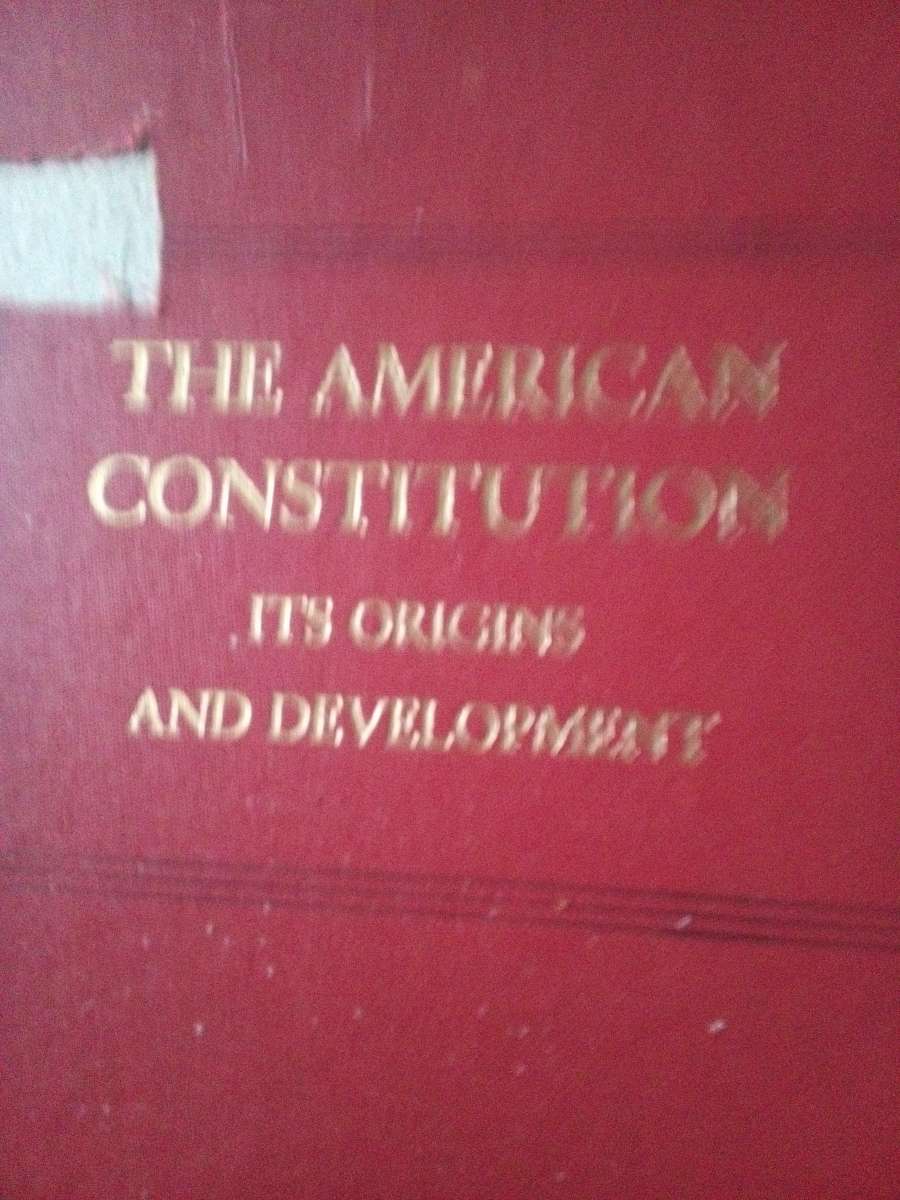 THE AMERICAN
CONSTITUTION
ITS ORIGINS
AND DEVELOPMENT